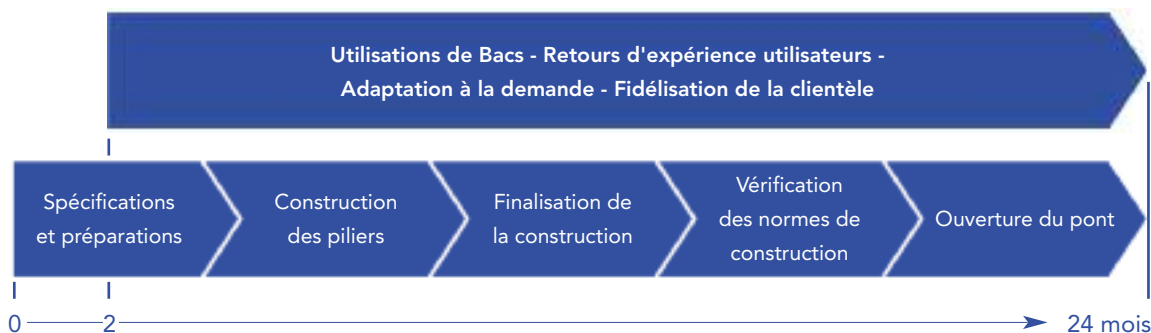 Utilisations de Bacs - Retours d'expérience utilisateurs -
Adaptation à la demande - Fidélisation de la clientèle
Spécifications
et préparations
Construction
des piliers
Finalisation de
la construction
Vérification
des normes de
construction
Ouverture du pont
0
2
24 mois